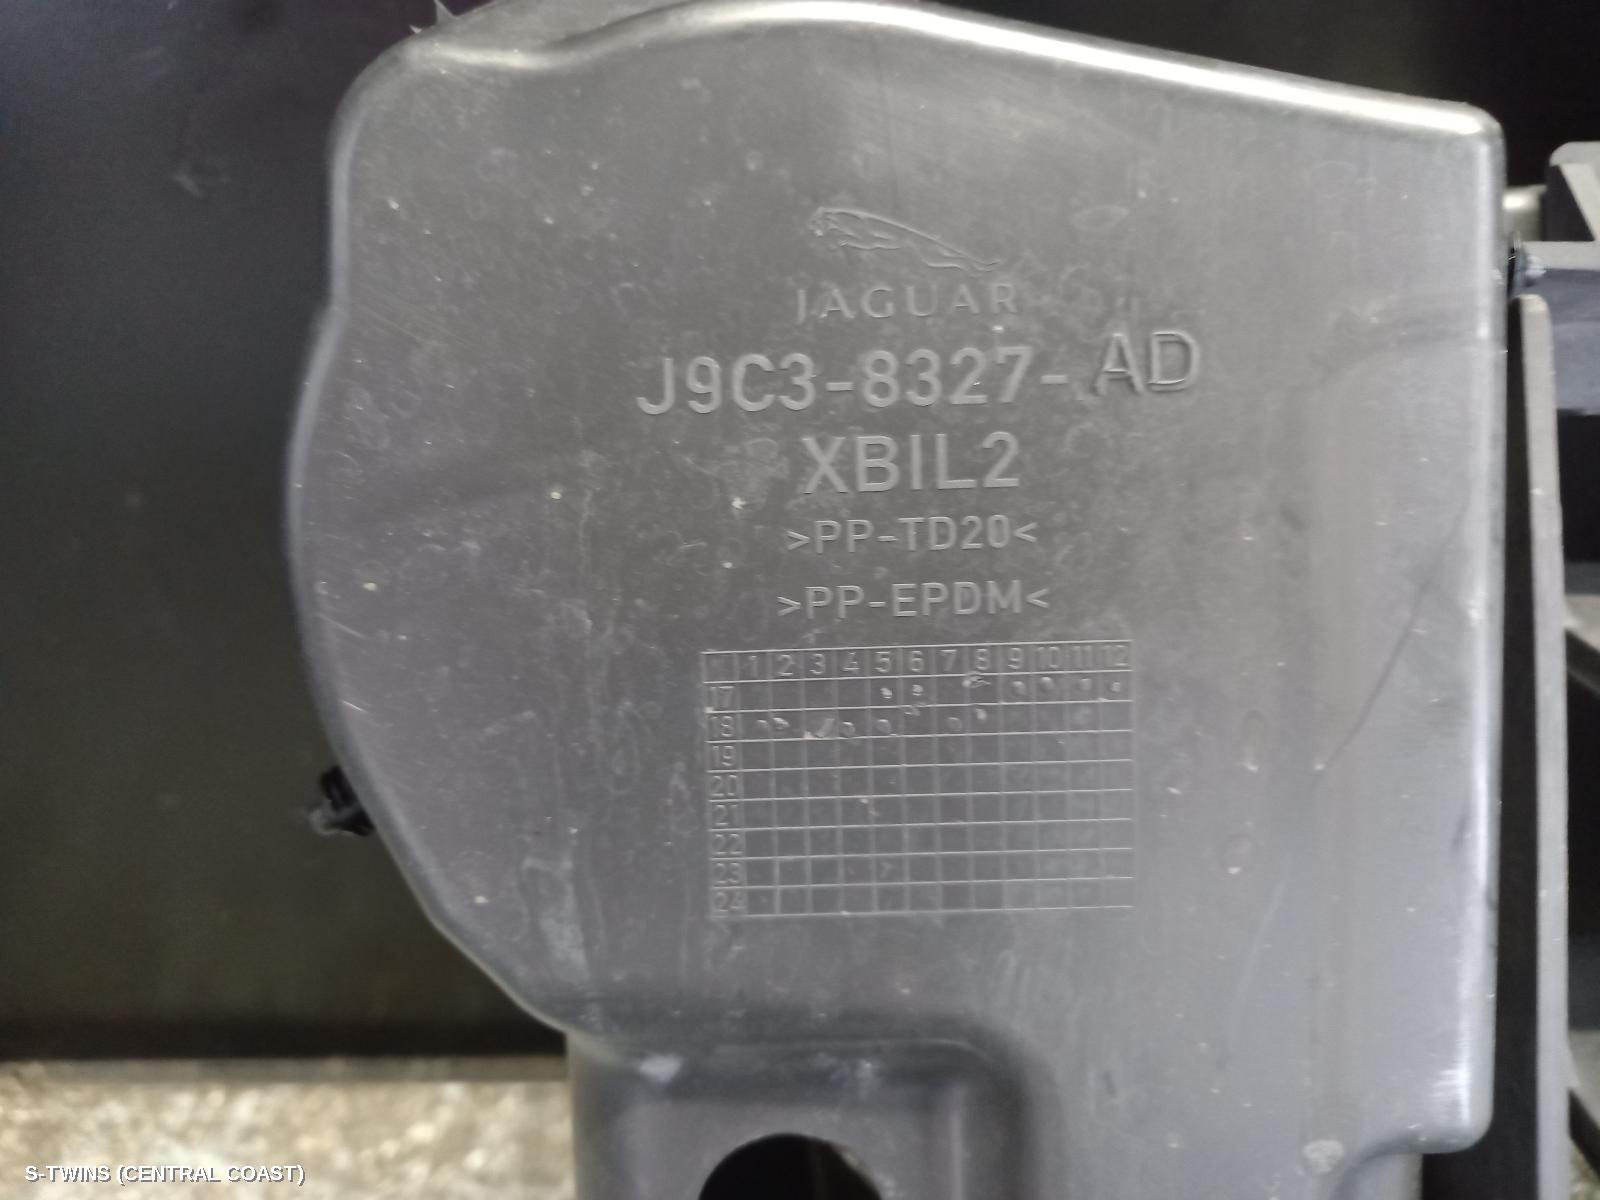 JAGUAR
J9C3-8327-AD
XBIL2
>PP-TD20<
>PP-EPDM<
1 2 3 4 5 6 7 8 9 10 11 12
17
18
19
20
21
22
23
24
S-TWINS (CENTRAL COAST)